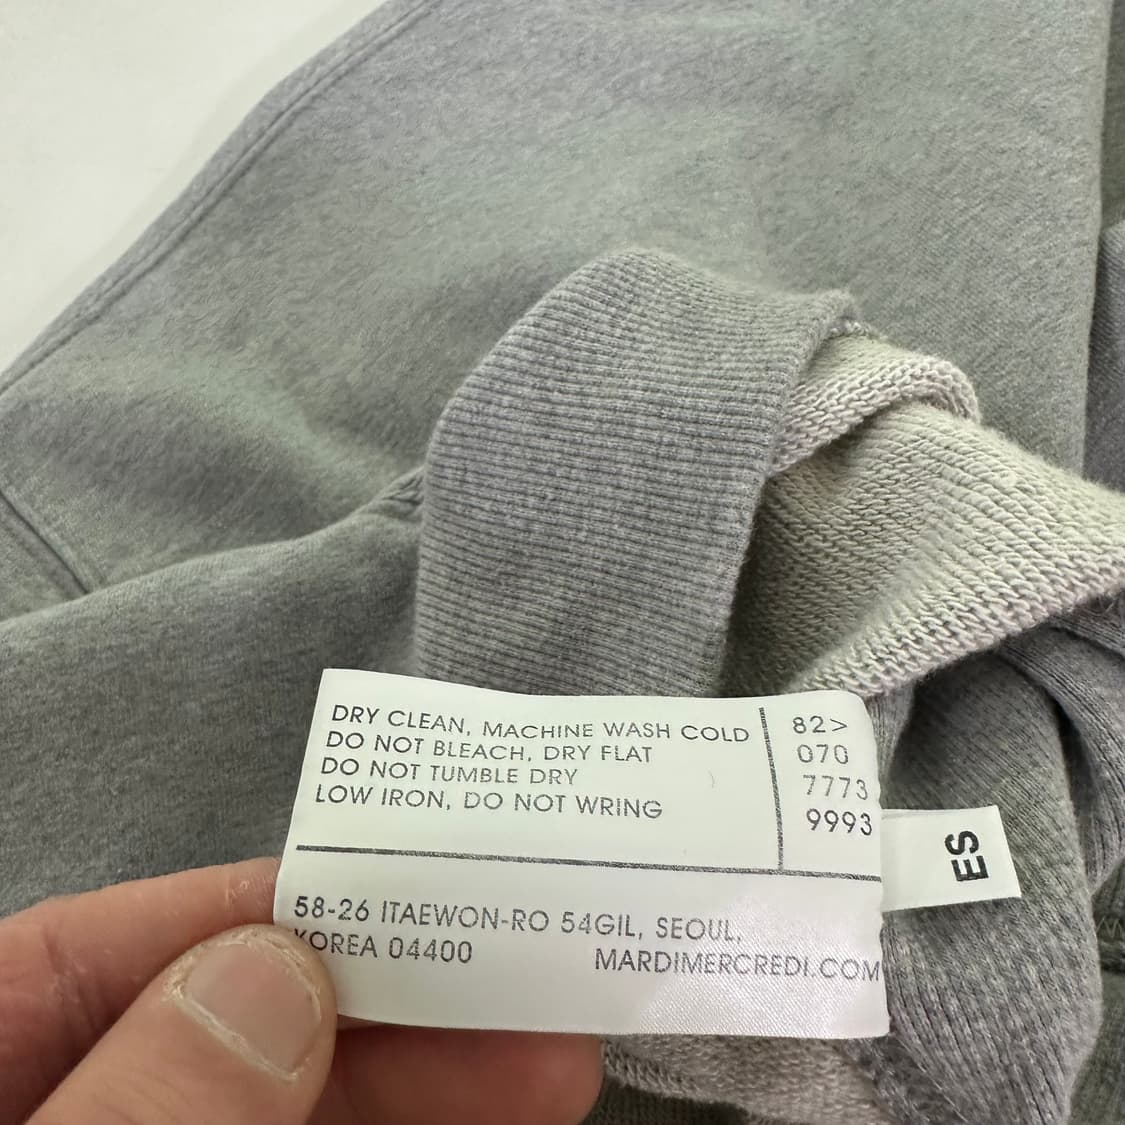 DRY CLEAN, MACHINE WASH COLD
DO NOT BLEACH, DRY FLAT
DO NOT TUMBLE DRY
LOW IRON, DO NOT WRING
82>
070
7773
9993
58-26 ITAEWON-RO 54GIL, SEOUL,
KOREA 04400
MARDIMERCREDI.COM
ES